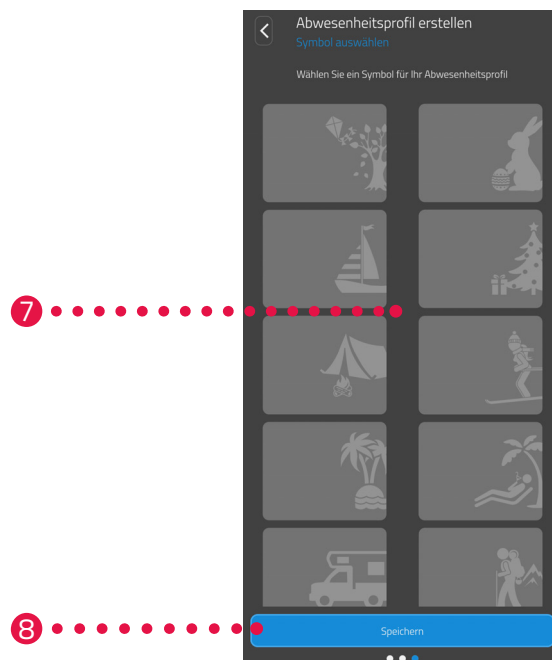 Abwesenheitsprofil erstellen
Symbol auswählen
Wählen Sie ein Symbol für Ihr Abwesenheitsprofil
7
8
Speichern